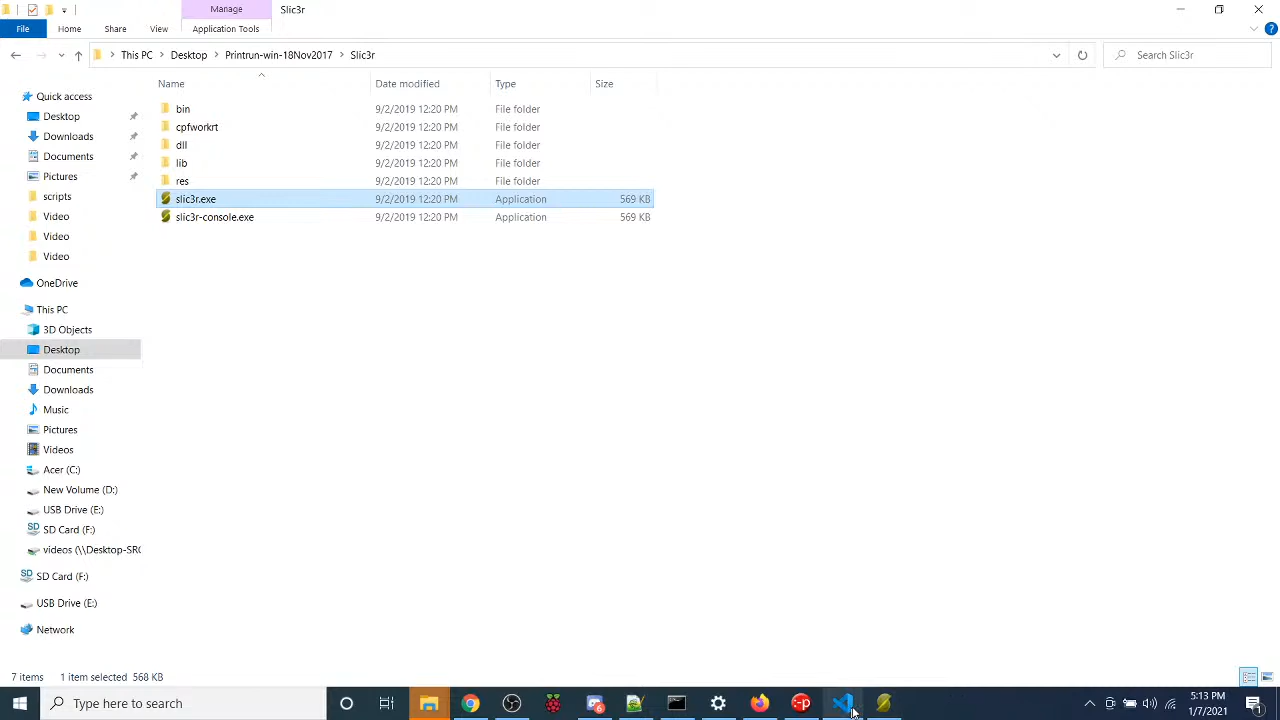 Manage
Slic3r
File
Home
Share
View
Application Tools
This PC
Desktop
Printrun-win-18Nov2017
Slic3r
Search Slic3r
Name
Date modified
Type
Size
Quick access
Desktop
Downloads
Documents
Pictures
scripts
Video
Video
Video
OneDrive
This PC
3D Objects
Desktop
Documents
Downloads
Music
Pictures
Videos
Acer (C:)
New Volume (D:)
USB Drive (E:)
SD Card (F:)
videos (\\Desktop-SRC
SD Card (F:)
USB Drive (E:)
Network
bin 9/2/2019 12:20 PM File folder
cpfworkrt 9/2/2019 12:20 PM File folder
dll 9/2/2019 12:20 PM File folder
lib 9/2/2019 12:20 PM File folder
res 9/2/2019 12:20 PM File folder
slic3r.exe 9/2/2019 12:20 PM Application 569 KB
slic3r-console.exe 9/2/2019 12:20 PM Application 569 KB
7 items 1 item selected 568 KB
Type here to search
5:13 PM
1/7/2021